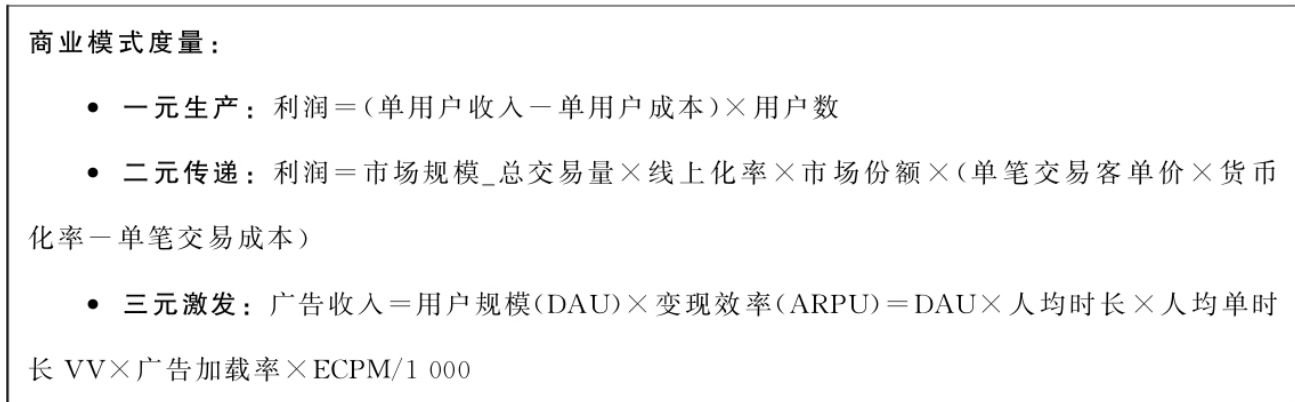 商业模式度量：
• 一元生产：利润＝（单用户收入－单用户成本）×用户数
• 二元传递：利润＝市场规模_总交易量×线上化率×市场份额×（单笔交易客单价×货币
化率－单笔交易成本）
• 三元激发：广告收入＝用户规模(DAU)×变现效率(ARPU)＝DAU×人均时长×人均单时
长 VV×广告加载率×ECPM/1 000